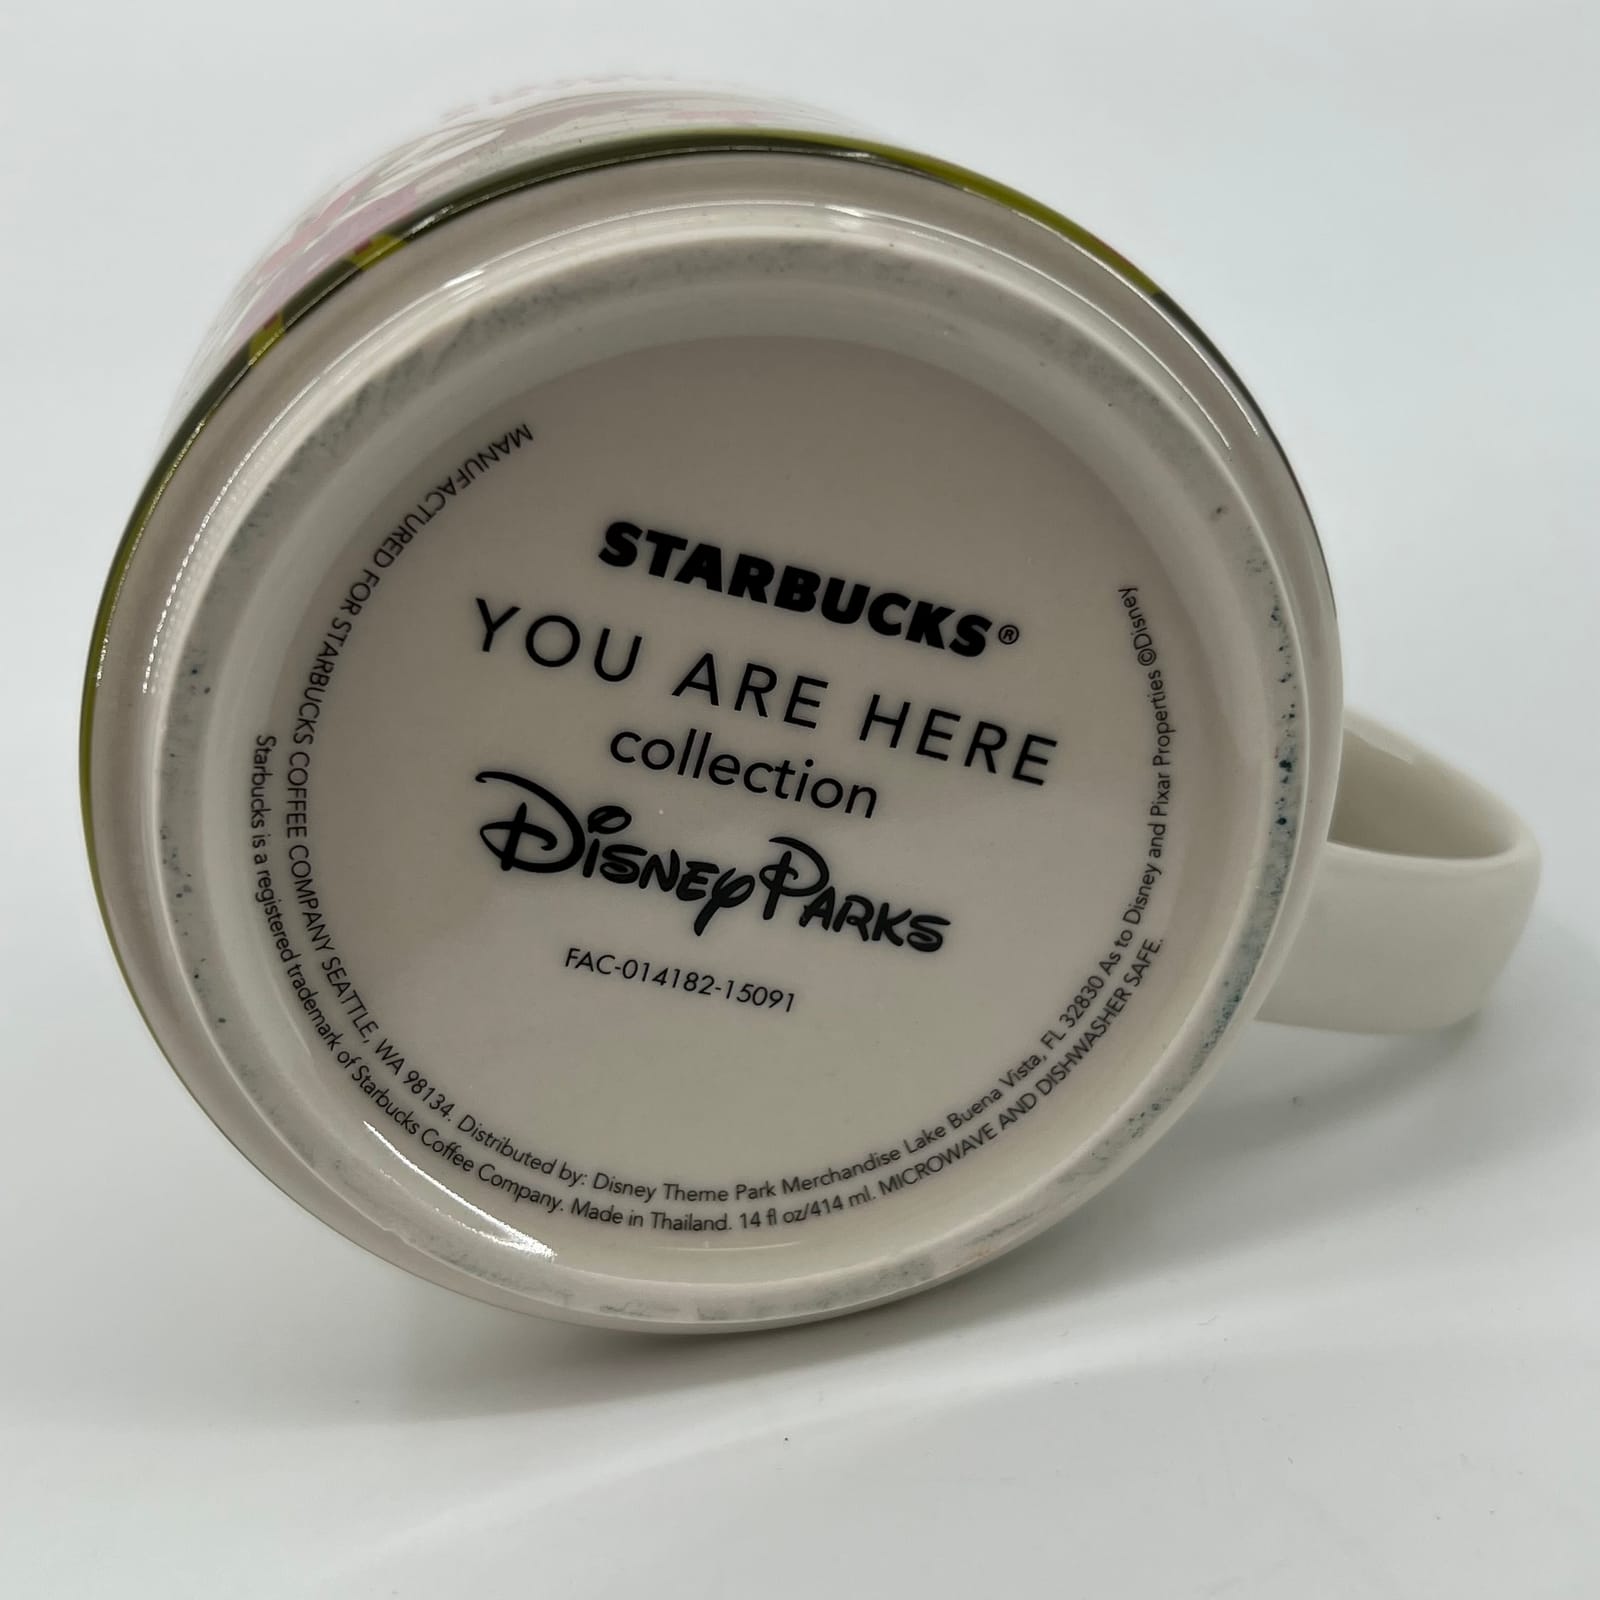 STARBUCKS®
YOU ARE HERE
collection
Disney Parks
FAC-014182-15091
MANUFACTURED FOR STARBUCKS COFFEE COMPANY SEATTLE, WA 98134. Distributed by: Disney Theme Park Merchandise Lake Buena Vista, FL 32830 As to Disney and Pixar Properties ©Disney
Starbucks is a registered trademark of Starbucks Coffee Company. Made in Thailand. 14 fl oz/414 ml. MICROWAVE AND DISHWASHER SAFE.